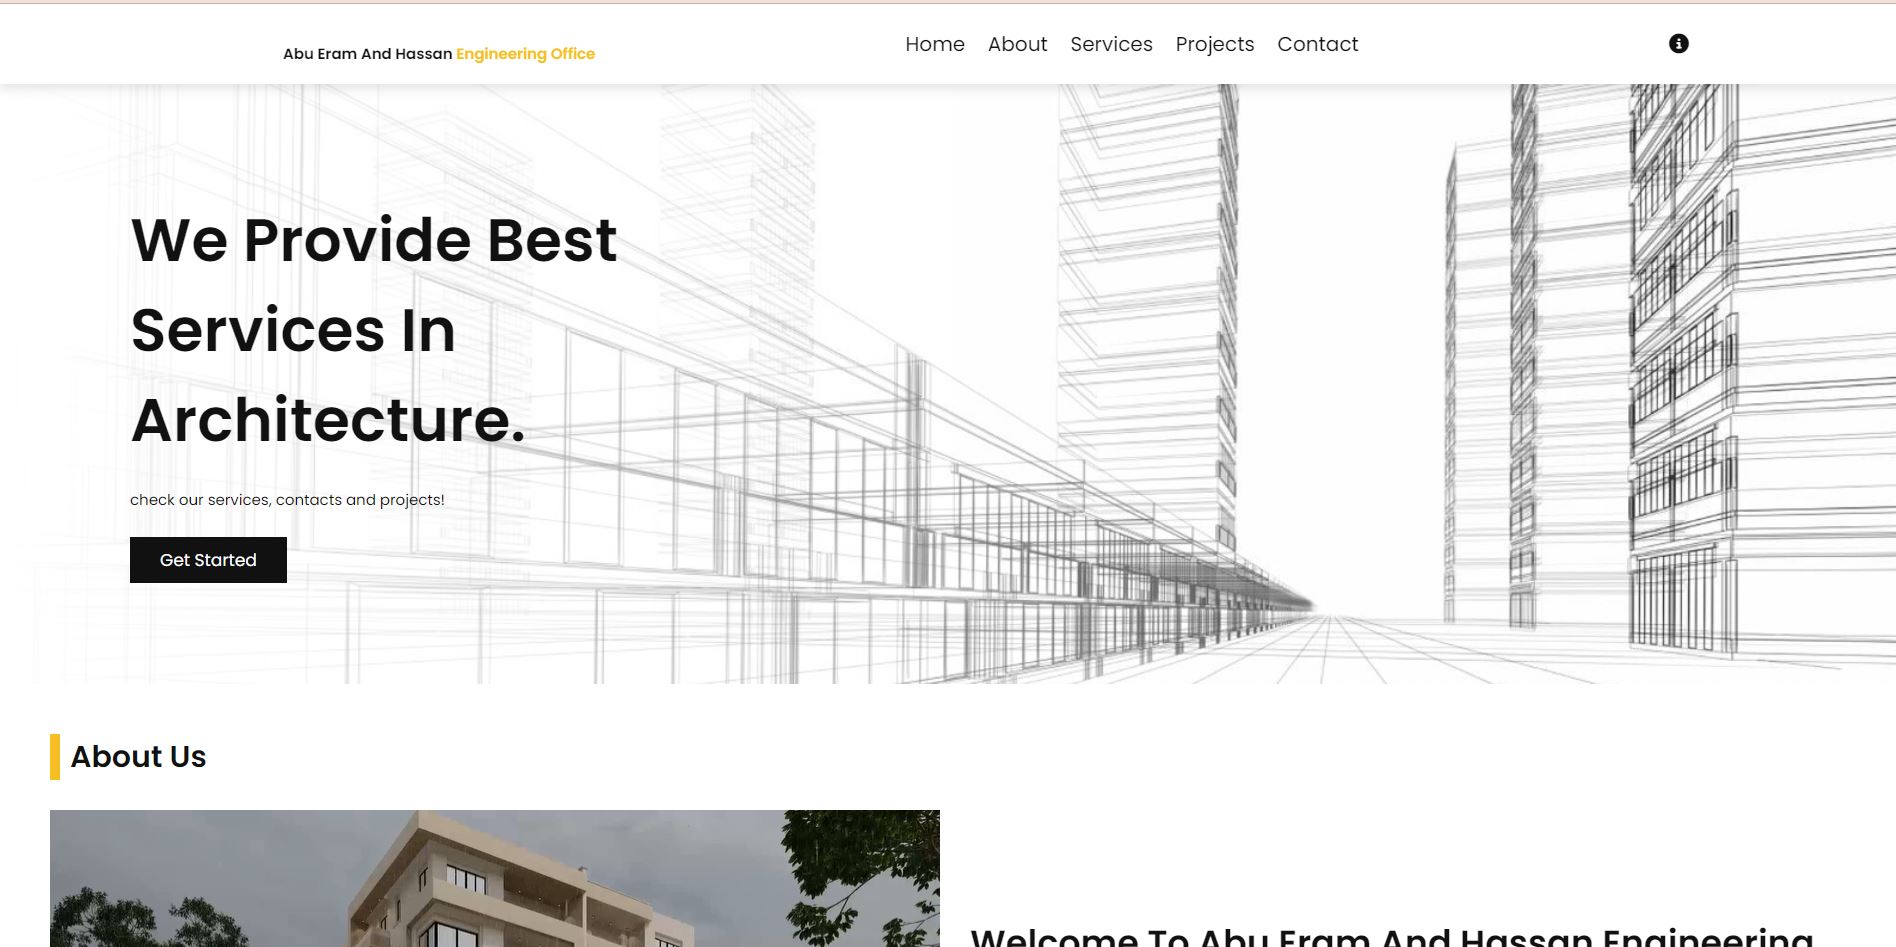 Abu Eram And Hassan Engineering Office
Home About Services Projects Contact
We Provide Best
Services In
Architecture.
check our services, contacts and projects!
Get Started
About Us
Welcome To Abu Eram And Hassan Engineering